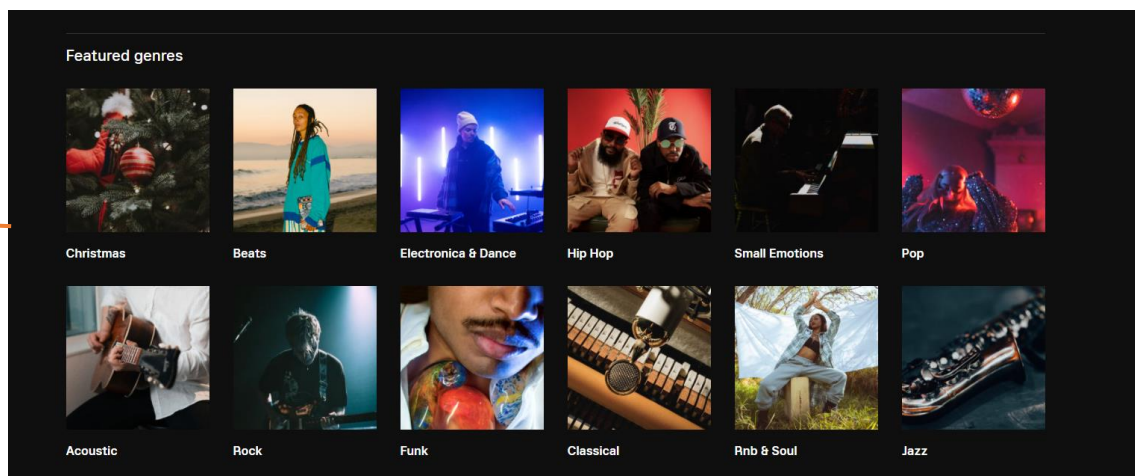 Featured genres
Christmas
Beats
Electronica & Dance
Hip Hop
Small Emotions
Pop
Acoustic
Rock
Funk
Classical
Rnb & Soul
Jazz